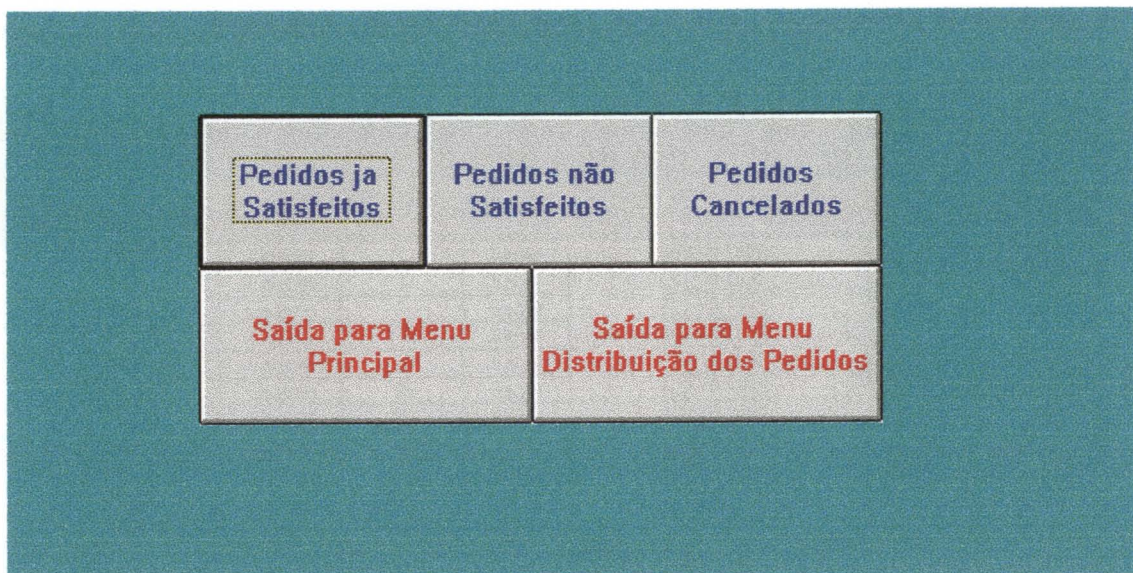 Pedidos ja
Satisfeitos
Pedidos não
Satisfeitos
Pedidos
Cancelados
Saída para Menu
Principal
Saída para Menu
Distribuição dos Pedidos